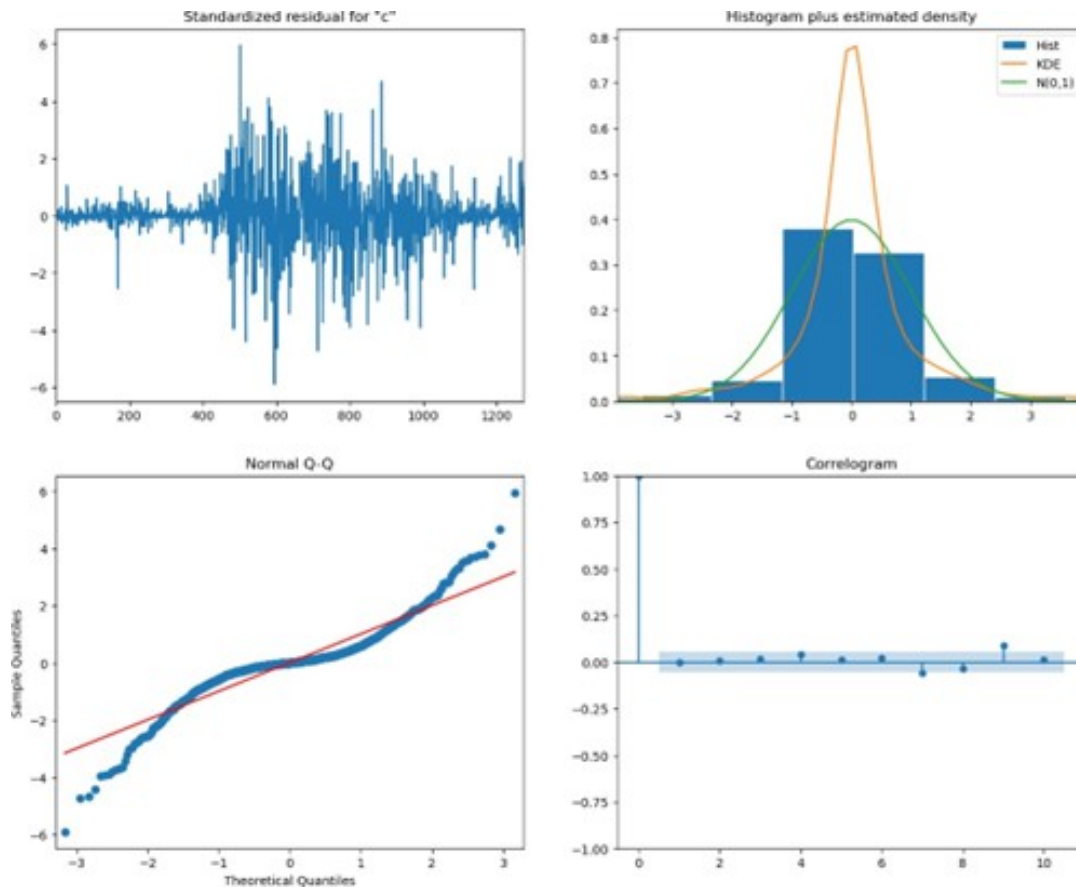 Standardized residual for "c"
6
4
2
0
−2
−4
−6
0 200 400 600 800 1000 1200
Histogram plus estimated density
Hist
KDE
N(0,1)
0.8
0.7
0.6
0.5
0.4
0.3
0.2
0.1
0.0
−3 −2 −1 0 1 2 3
Normal Q-Q
Sample Quantiles
6
4
2
0
−2
−4
−6
−3 −2 −1 0 1 2 3
Theoretical Quantiles
Correlogram
1.00
0.75
0.50
0.25
0.00
−0.25
−0.50
−0.75
−1.00
0 2 4 6 8 10